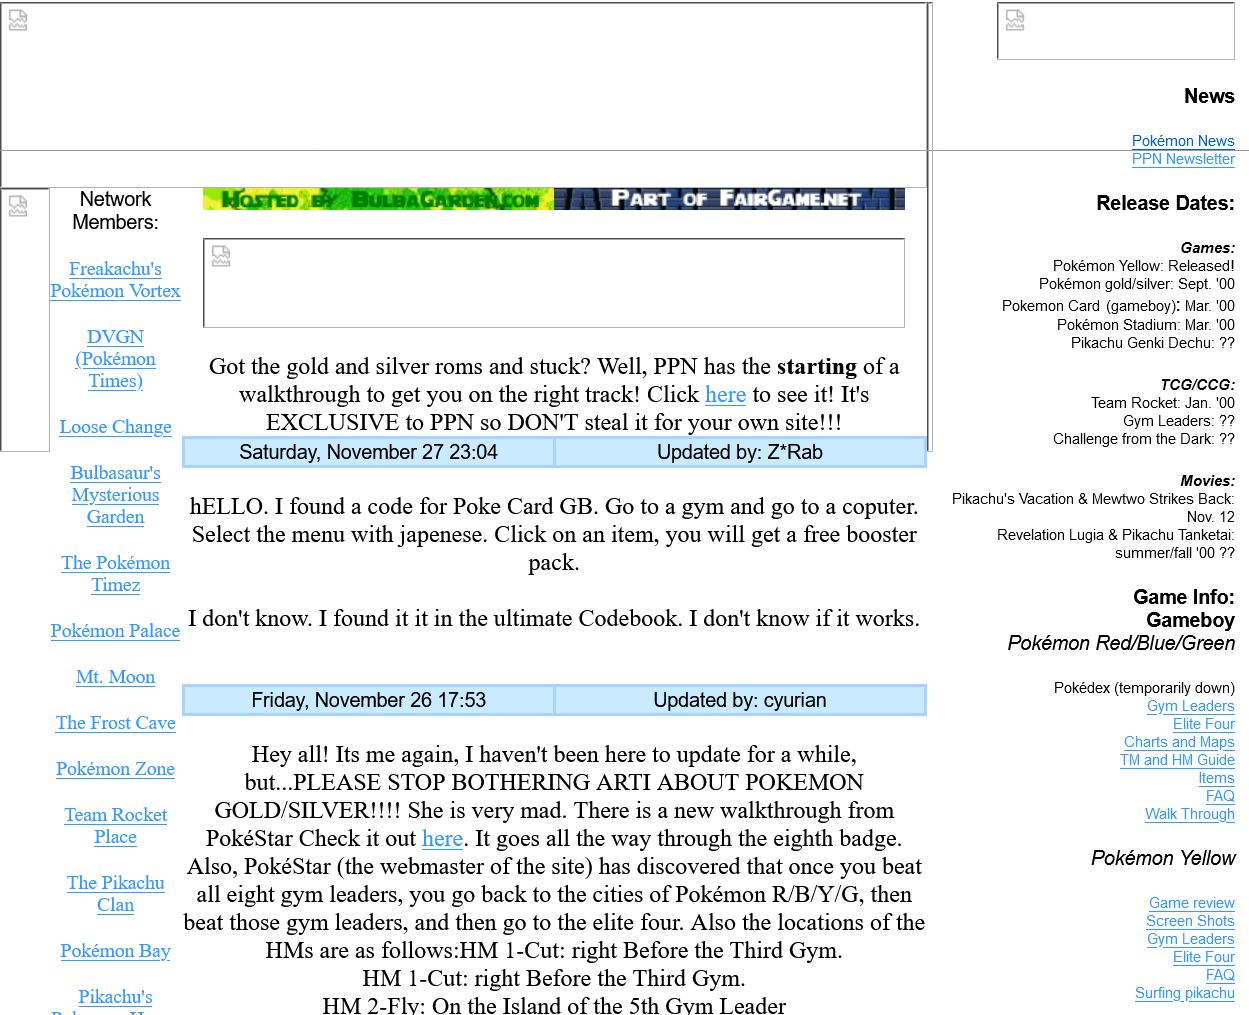 HOSTED BY BULBAGARDEN.COM PART OF FAIRGAME.NET
Network
Members:
Freakachu's
Pokémon Vortex
DVGN
(Pokémon
Times)
Loose Change
Bulbasaur's
Mysterious
Garden
The Pokémon
Timez
Pokémon Palace
Mt. Moon
The Frost Cave
Pokémon Zone
Team Rocket
Place
The Pikachu
Clan
Pokémon Bay
Pikachu's
Got the gold and silver roms and stuck? Well, PPN has the starting of a
walkthrough to get you on the right track! Click here to see it! It's
EXCLUSIVE to PPN so DON'T steal it for your own site!!!
Saturday, November 27 23:04 Updated by: Z*Rab
hELLO. I found a code for Poke Card GB. Go to a gym and go to a coputer.
Select the menu with japenese. Click on an item, you will get a free booster
pack.
I don't know. I found it it in the ultimate Codebook. I don't know if it works.
Friday, November 26 17:53 Updated by: cyurian
Hey all! Its me again, I haven't been here to update for a while,
but...PLEASE STOP BOTHERING ARTI ABOUT POKEMON
GOLD/SILVER!!!! She is very mad. There is a new walkthrough from
PokéStar Check it out here. It goes all the way through the eighth badge.
Also, PokéStar (the webmaster of the site) has discovered that once you beat
all eight gym leaders, you go back to the cities of Pokémon R/B/Y/G, then
beat those gym leaders, and then go to the elite four. Also the locations of the
HMs are as follows:HM 1-Cut: right Before the Third Gym.
HM 1-Cut: right Before the Third Gym.
HM 2-Fly: On the Island of the 5th Gym Leader
News
Pokémon News
PPN Newsletter
Release Dates:
Games:
Pokémon Yellow: Released!
Pokémon gold/silver: Sept. '00
Pokemon Card (gameboy): Mar. '00
Pokémon Stadium: Mar. '00
Pikachu Genki Dechu: ??
TCG/CCG:
Team Rocket: Jan. '00
Gym Leaders: ??
Challenge from the Dark: ??
Movies:
Pikachu's Vacation & Mewtwo Strikes Back:
Nov. 12
Revelation Lugia & Pikachu Tanketai:
summer/fall '00 ??
Game Info:
Gameboy
Pokémon Red/Blue/Green
Pokédex (temporarily down)
Gym Leaders
Elite Four
Charts and Maps
TM and HM Guide
Items
FAQ
Walk Through
Pokémon Yellow
Game review
Screen Shots
Gym Leaders
Elite Four
FAQ
Surfing pikachu